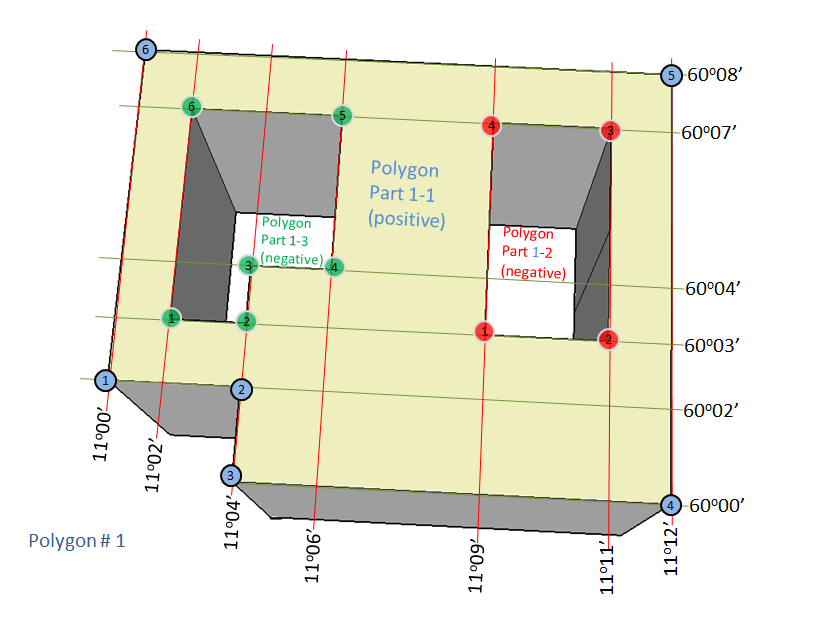 6
5
60º08’
6
5
4
3
60º07’
Polygon
Part 1-1
(positive)
Polygon
Part 1-3
(negative)
Polygon
Part 1-2
(negative)
3
4
60º04’
1
2
1
2
60º03’
1
2
60º02’
3
4
60º00’
11º00’
11º02’
11º04’
11º06’
11º09’
11º11’
11º12’
Polygon # 1